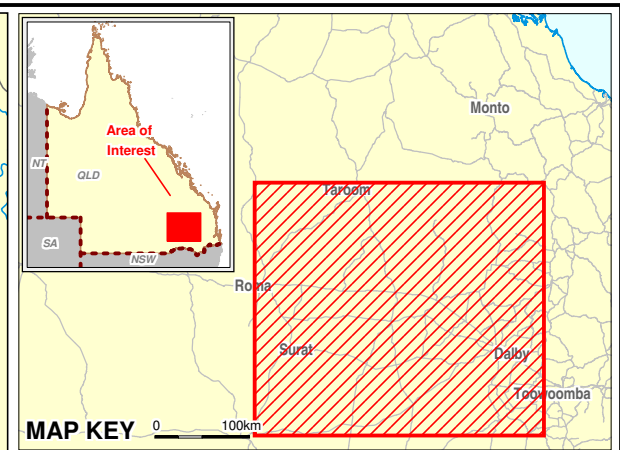 Monto
Area of
Interest
NT
QLD
Taroom
SA
NSW
Roma
Surat
Dalby
Toowoomba
MAP KEY
0 100km